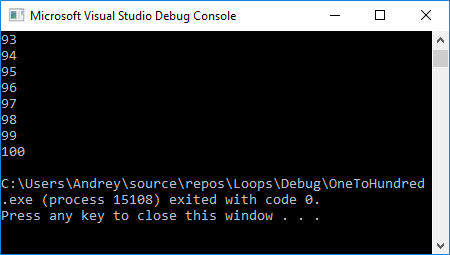 Microsoft Visual Studio Debug Console
93
94
95
96
97
98
99
100
C:\Users\Andrey\source\repos\Loops\Debug\OneToHundred
.exe (process 15108) exited with code 0.
Press any key to close this window . . .